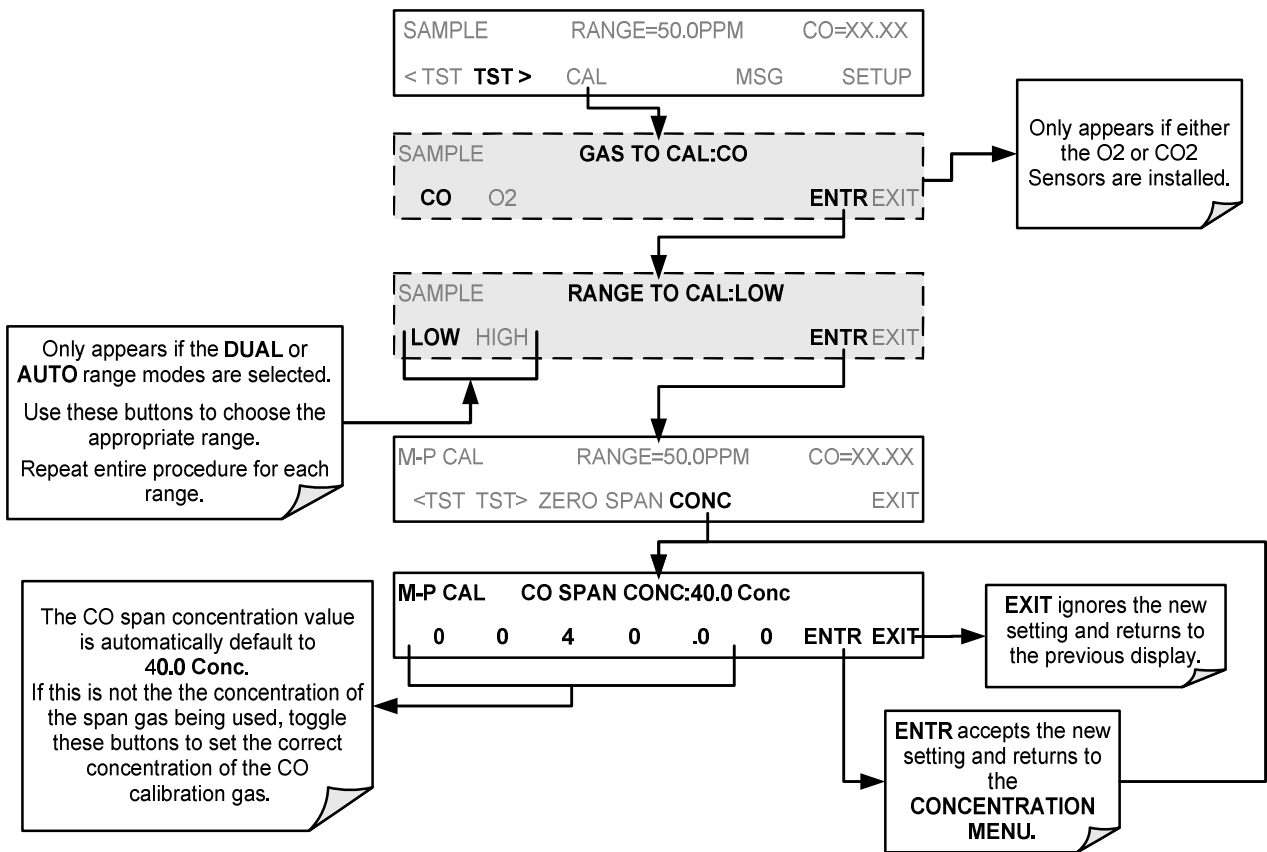 SAMPLE RANGE=50.0PPM CO=XX.XX
< TST TST > CAL MSG SETUP
SAMPLE GAS TO CAL:CO
CO O2 ENTR EXIT
Only appears if either
the O2 or CO2
Sensors are installed.
SAMPLE RANGE TO CAL:LOW
LOW HIGH ENTR EXIT
Only appears if the DUAL or
AUTO range modes are selected.
Use these buttons to choose the
appropriate range.
Repeat entire procedure for each
range.
M-P CAL RANGE=50.0PPM CO=XX.XX
<TST TST> ZERO SPAN CONC EXIT
M-P CAL CO SPAN CONC:40.0 Conc
0 0 4 0 .0 0 ENTR EXIT
The CO span concentration value
is automatically default to
40.0 Conc.
If this is not the the concentration of
the span gas being used, toggle
these buttons to set the correct
concentration of the CO
calibration gas.
EXIT ignores the new
setting and returns to
the previous display.
ENTR accepts the new
setting and returns to
the
CONCENTRATION
MENU.